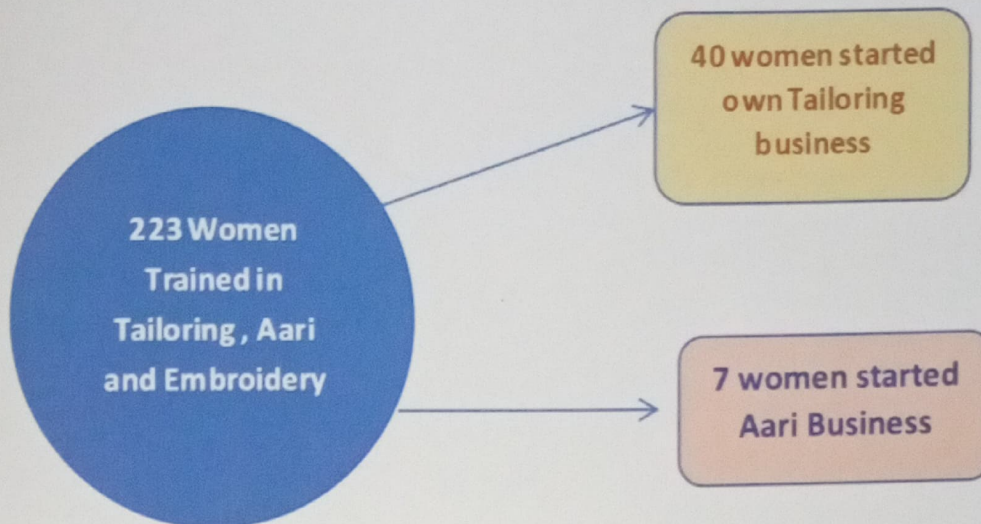 40 women started
own Tailoring
business
223 Women
Trained in
Tailoring , Aari
and Embroidery
7 women started
Aari Business